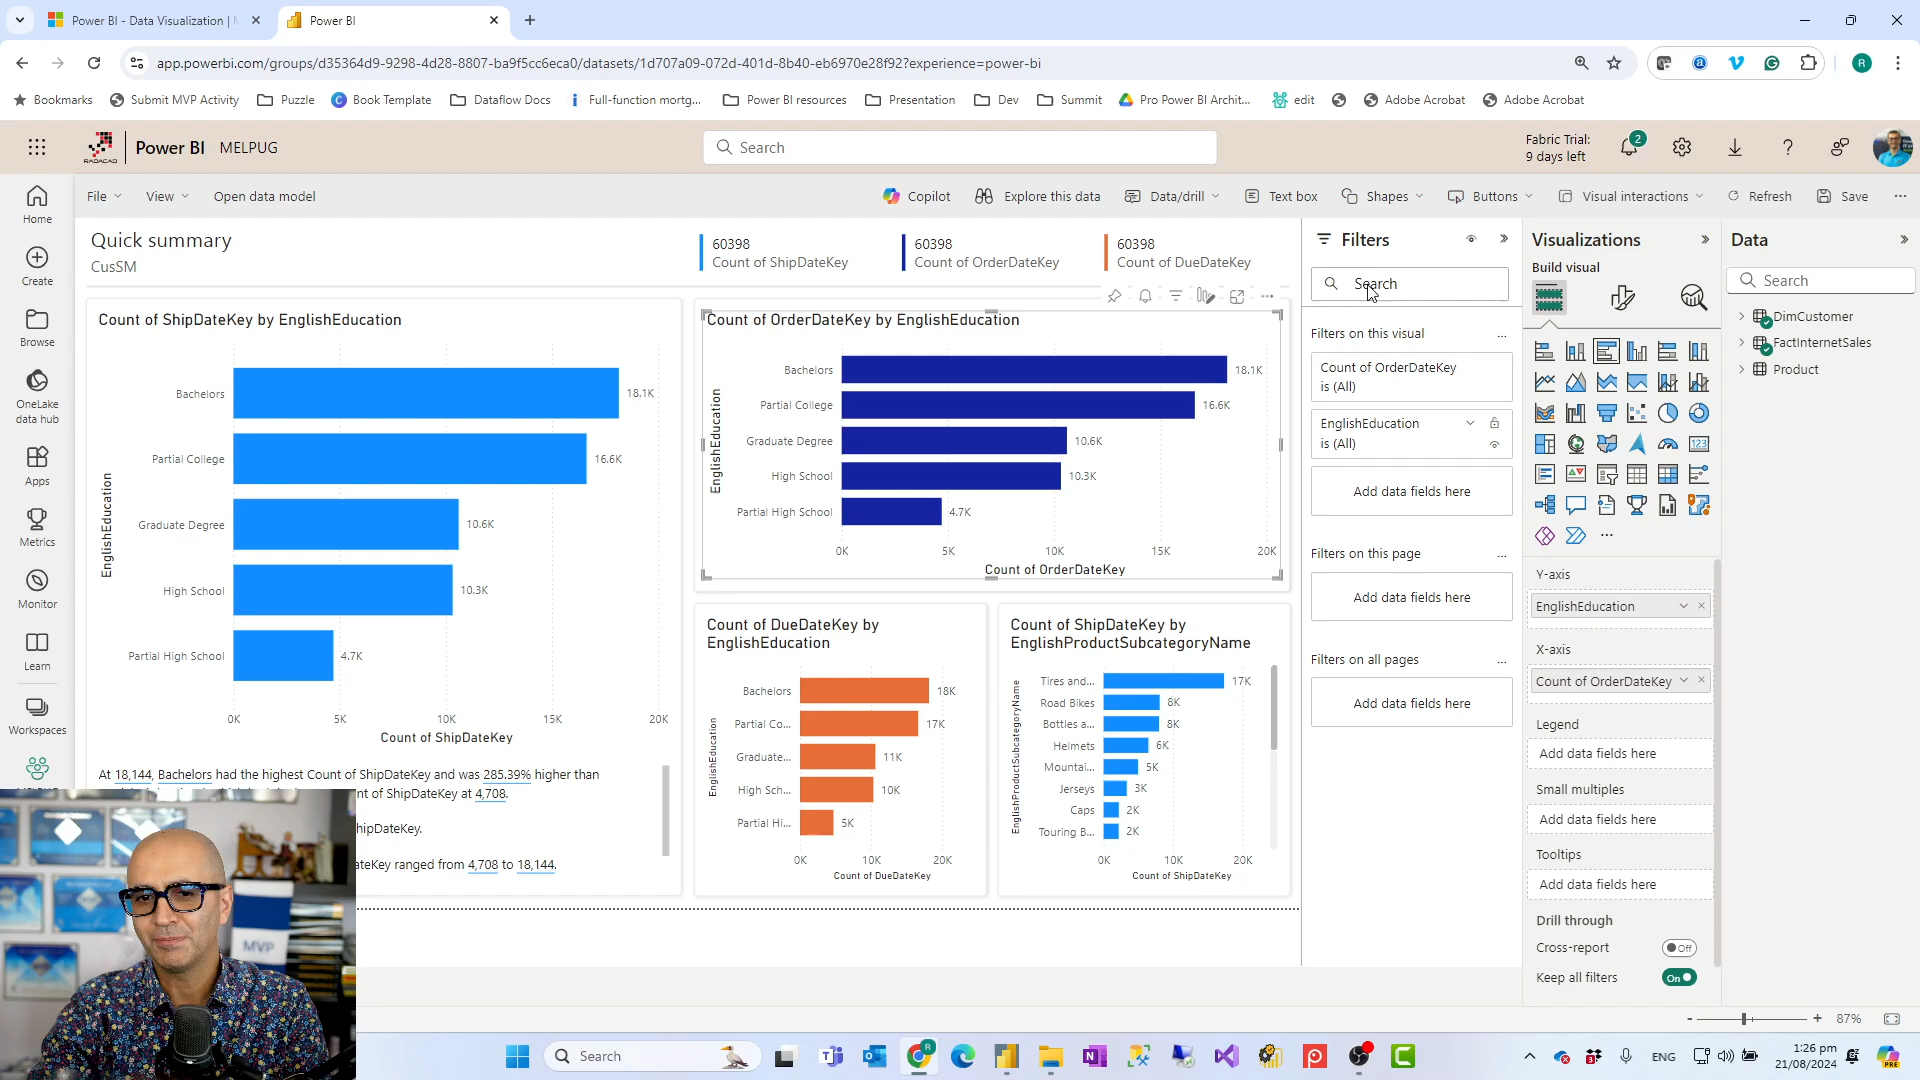 Power BI - Data Visualization |
Power BI
app.powerbi.com/groups/d35364d9-9298-4d28-8807-ba9f5cc6eca0/datasets/1d707a09-072d-401d-8b40-eb6970e28f92?experience=power-bi
R
Bookmarks
Submit MVP Activity
Puzzle
Book Template
Dataflow Docs
Full-function mortg...
Power BI resources
Presentation
Dev
Summit
Pro Power BI Archit...
edit
Adobe Acrobat
Adobe Acrobat
RADACAD
Power BI
MELPUG
Search
Fabric Trial:
9 days left
2
File
View
Open data model
Copilot
Explore this data
Data/drill
Text box
Shapes
Buttons
Visual interactions
Refresh
Save
Home
Create
Browse
OneLake
data hub
Apps
Metrics
Monitor
Learn
Workspaces
Quick summary
CusSM
60398
Count of ShipDateKey
60398
Count of OrderDateKey
60398
Count of DueDateKey
Count of ShipDateKey by EnglishEducation
EnglishEducation
Bachelors
18.1K
Partial College
16.6K
Graduate Degree
10.6K
High School
10.3K
Partial High School
4.7K
0K
5K
10K
15K
20K
Count of ShipDateKey
At 18,144, Bachelors had the highest Count of ShipDateKey and was 285.39% higher than
nt of ShipDateKey at 4,708.
hipDateKey.
ateKey ranged from 4,708 to 18,144.
Count of OrderDateKey by EnglishEducation
EnglishEducation
Bachelors
18.1K
Partial College
16.6K
Graduate Degree
10.6K
High School
10.3K
Partial High School
4.7K
0K
5K
10K
15K
20K
Count of OrderDateKey
Count of DueDateKey by
EnglishEducation
EnglishEducation
Bachelors
18K
Partial Co...
17K
Graduate...
11K
High Sch...
10K
Partial Hi...
5K
0K
10K
20K
Count of DueDateKey
Count of ShipDateKey by
EnglishProductSubcategoryName
EnglishProductSubcategoryName
Tires and...
17K
Road Bikes
8K
Bottles a...
8K
Helmets
6K
Mountai...
5K
Jerseys
3K
Caps
2K
Touring B...
2K
0K
10K
20K
Count of ShipDateKey
Filters
Search
Filters on this visual
Count of OrderDateKey
is (All)
EnglishEducation
is (All)
Add data fields here
Filters on this page
Add data fields here
Filters on all pages
Add data fields here
Visualizations
Build visual
Y-axis
EnglishEducation
X-axis
Count of OrderDateKey
Legend
Add data fields here
Small multiples
Add data fields here
Tooltips
Add data fields here
Drill through
Cross-report
Off
Keep all filters
On
Data
Search
DimCustomer
FactInternetSales
Product
87%
MVP
Search
ENG
1:26 pm
21/08/2024
PRE